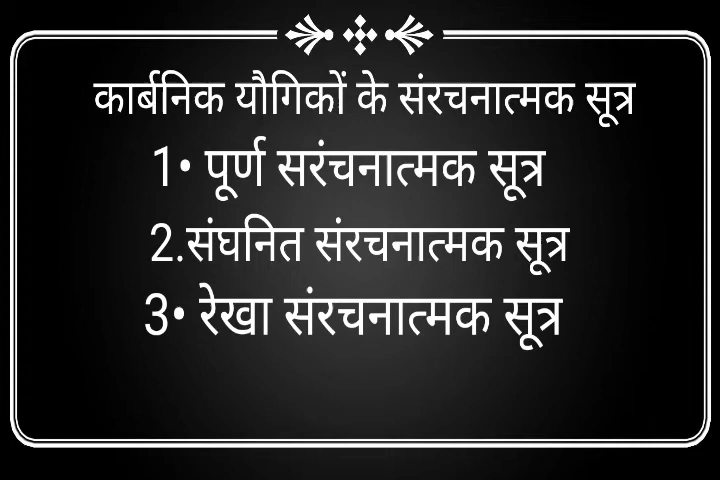 कार्बनिक यौगिकों के संरचनात्मक सूत्र
1• पूर्ण सरंचनात्मक सूत्र
2.संघनित संरचनात्मक सूत्र
3• रेखा संरचनात्मक सूत्र